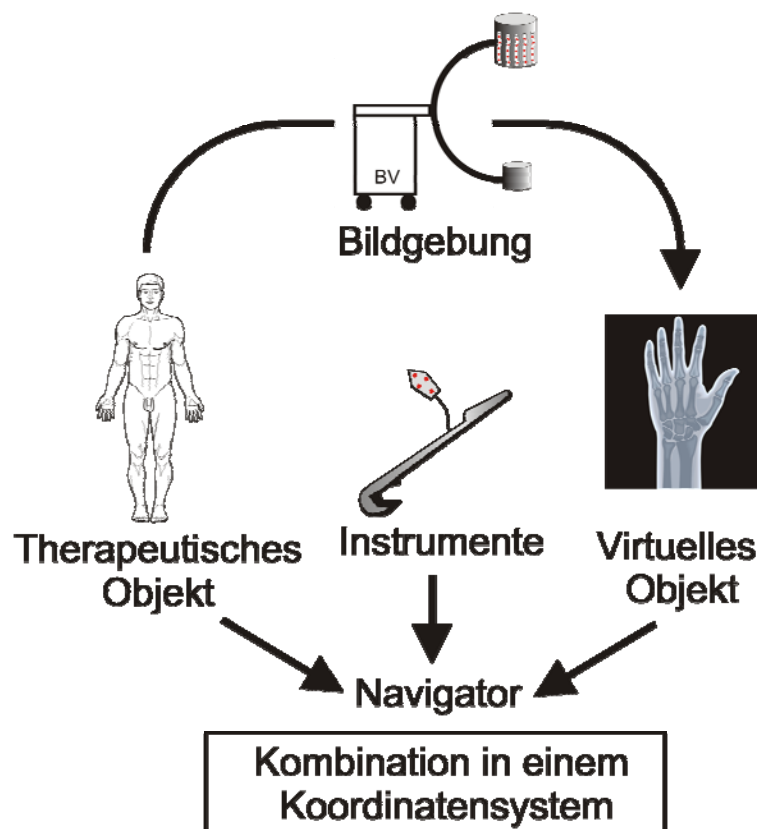 BV
Bildgebung
Therapeutisches
Objekt
Instrumente
Virtuelles
Objekt
Navigator
Kombination in einem
Koordinatensystem